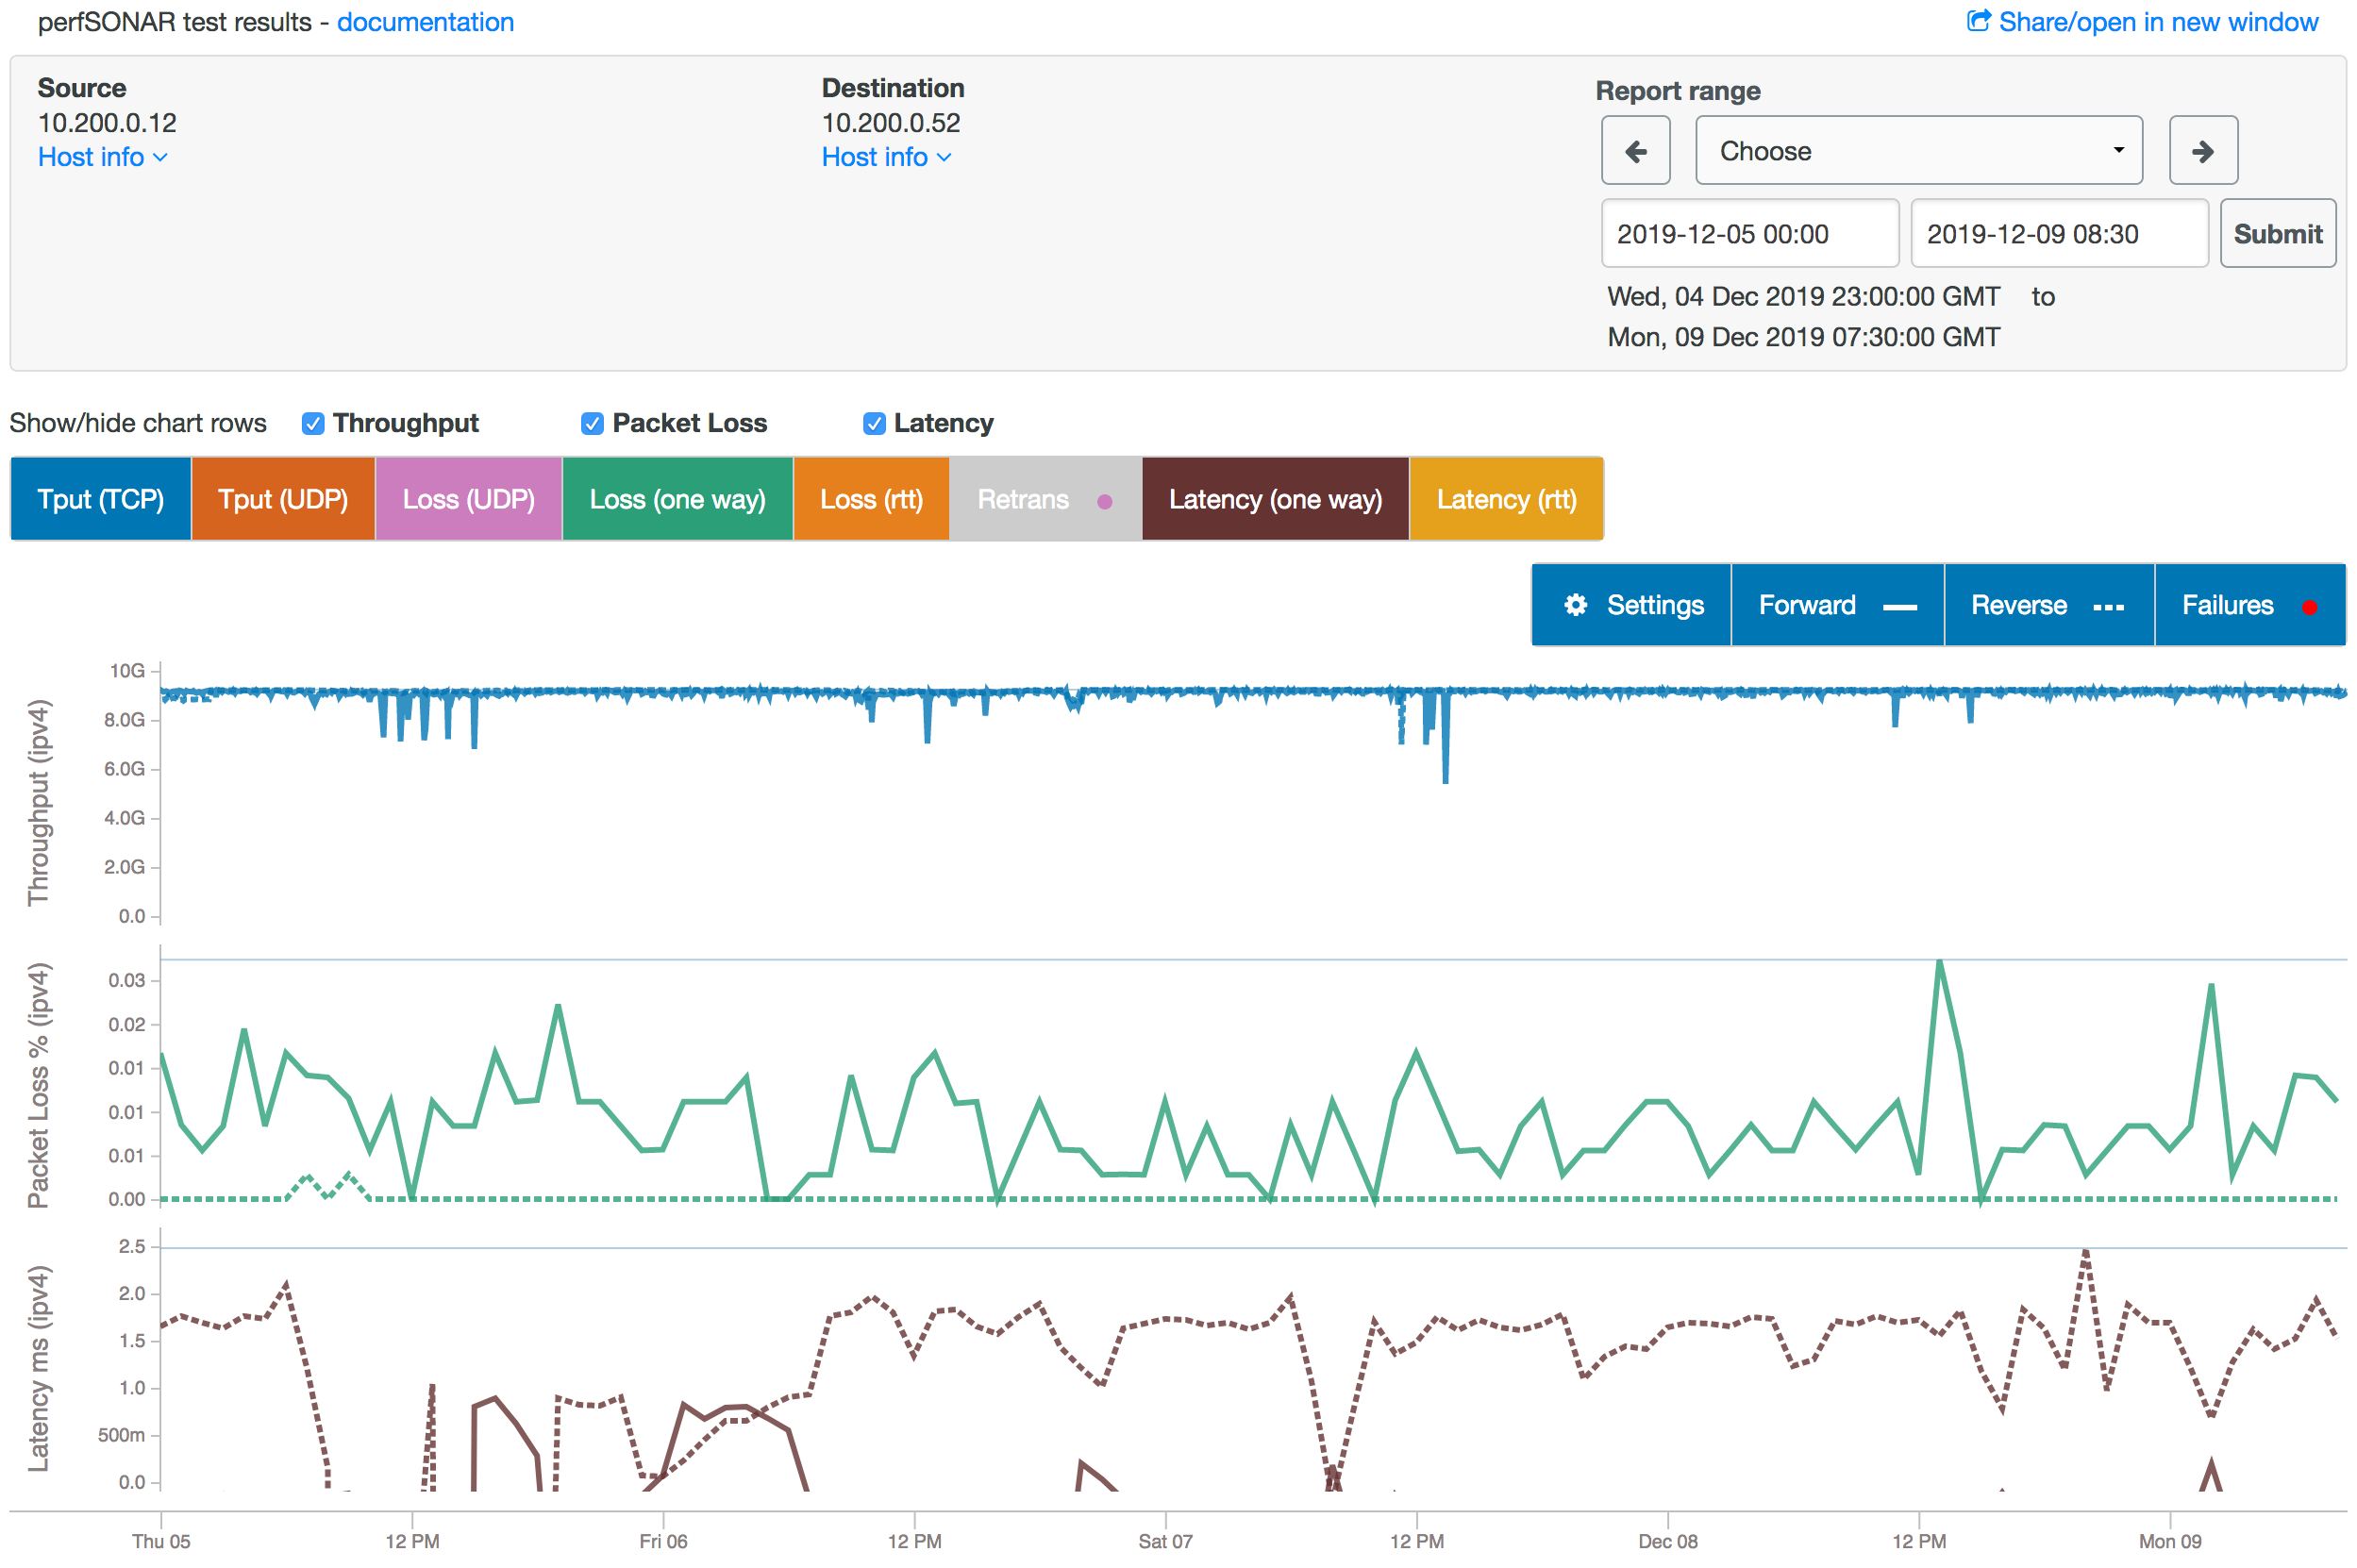 perfSONAR test results - documentation
Share/open in new window
Source
10.200.0.12
Host info
Destination
10.200.0.52
Host info
Report range
Choose
2019-12-05 00:00
2019-12-09 08:30
Submit
Wed, 04 Dec 2019 23:00:00 GMT to
Mon, 09 Dec 2019 07:30:00 GMT
Show/hide chart rows
Throughput
Packet Loss
Latency
Tput (TCP)
Tput (UDP)
Loss (UDP)
Loss (one way)
Loss (rtt)
Retrans
Latency (one way)
Latency (rtt)
Settings
Forward
Reverse
Failures
Throughput (ipv4)
10G
8.0G
6.0G
4.0G
2.0G
0.0
Packet Loss % (ipv4)
0.03
0.02
0.01
0.01
0.01
0.00
Latency ms (ipv4)
2.5
2.0
1.5
1.0
500m
0.0
Thu 05
12 PM
Fri 06
12 PM
Sat 07
12 PM
Dec 08
12 PM
Mon 09